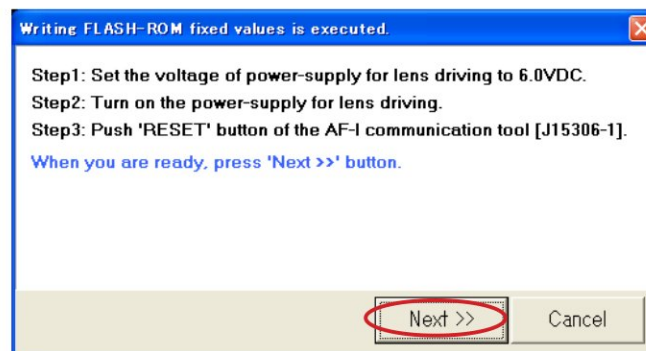 Writing FLASH-ROM fixed values is executed.
Step1: Set the voltage of power-supply for lens driving to 6.0VDC.
Step2: Turn on the power-supply for lens driving.
Step3: Push 'RESET' button of the AF-I communication tool [J15306-1].
When you are ready, press 'Next >>' button.
Next >> Cancel